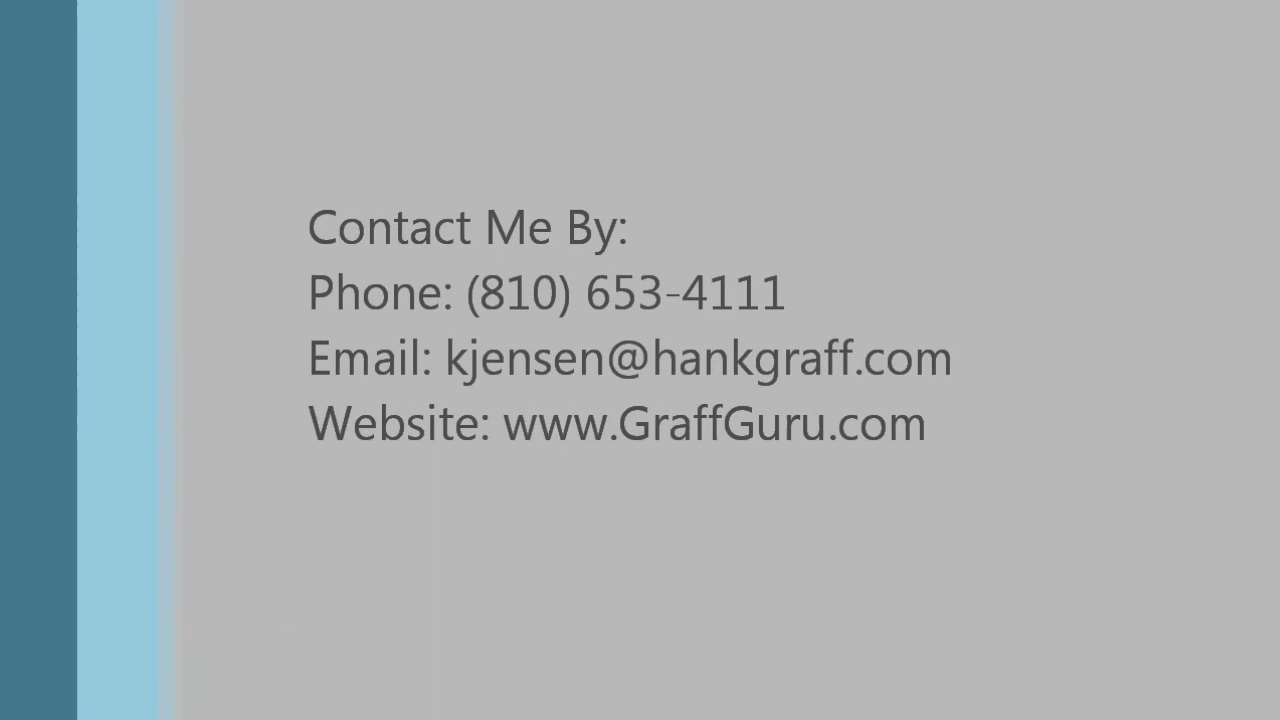 Contact Me By:
Phone: (810) 653-4111
Email: kjensen@hankgraff.com
Website: www.GraffGuru.com